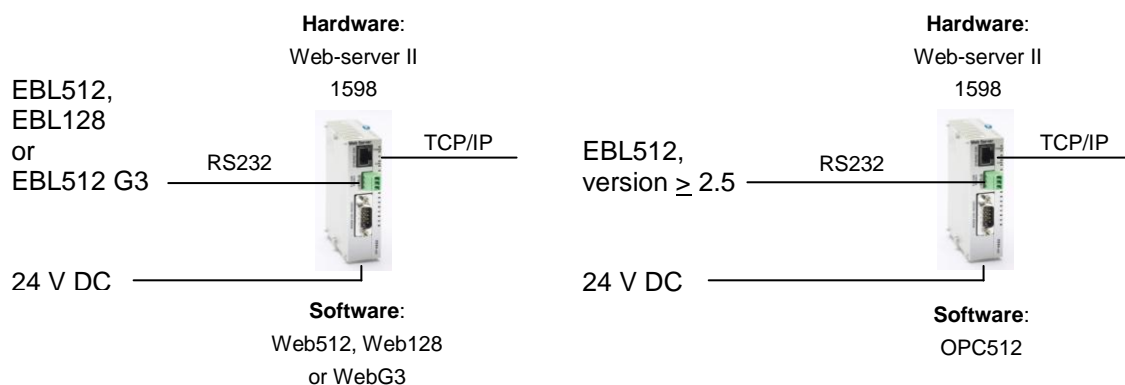 Hardware:
Web-server II
1598
EBL512,
EBL128
or
EBL512 G3
RS232
TCP/IP
24 V DC
Software:
Web512, Web128
or WebG3
Hardware:
Web-server II
1598
EBL512,
version ≥ 2.5
RS232
TCP/IP
24 V DC
Software:
OPC512